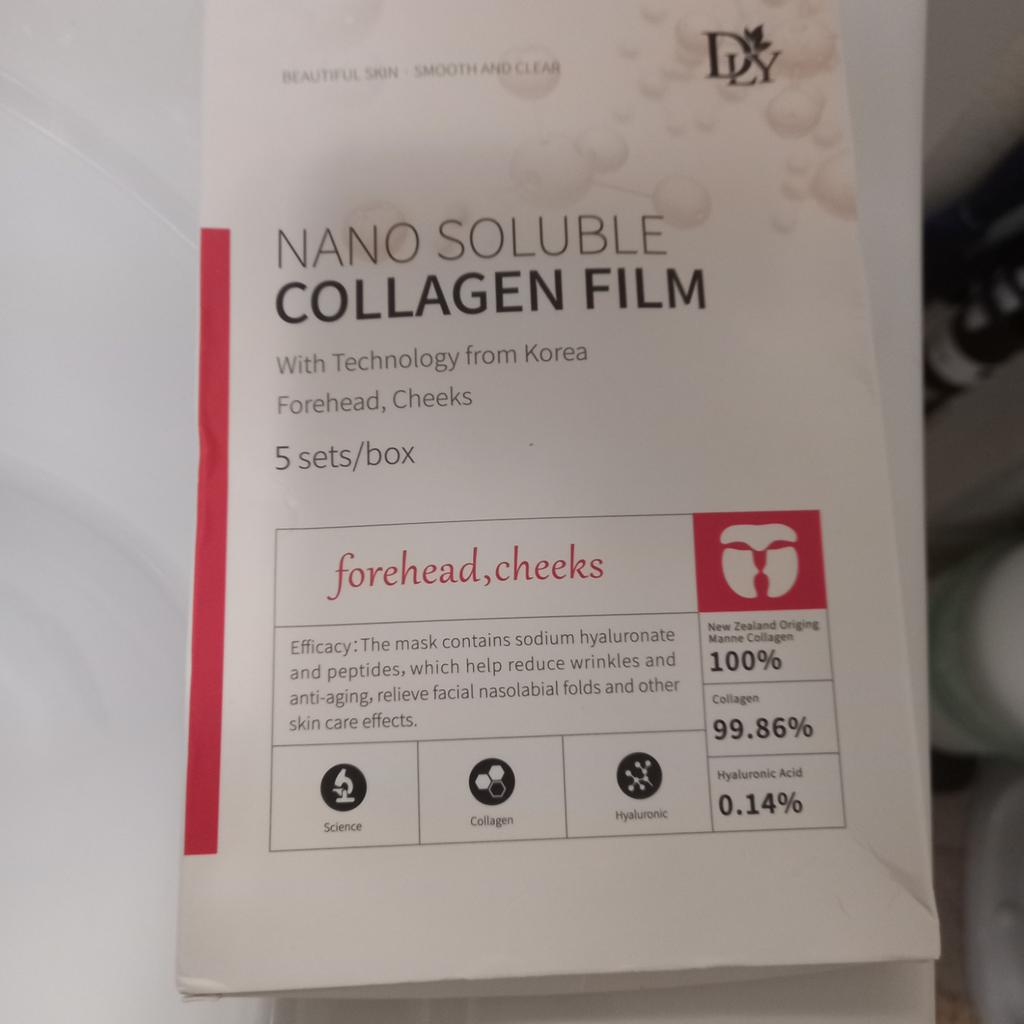 BEAUTIFUL SKIN · SMOOTH AND CLEAR
DLY
NANO SOLUBLE
COLLAGEN FILM
With Technology from Korea
Forehead, Cheeks
5 sets/box
forehead,cheeks
Efficacy:The mask contains sodium hyaluronate
and peptides, which help reduce wrinkles and
anti-aging, relieve facial nasolabial folds and other
skin care effects.
Science
Collagen
Hyaluronic
New Zealand Origing
Manne Collagen
100%
Collagen
99.86%
Hyaluronic Acid
0.14%